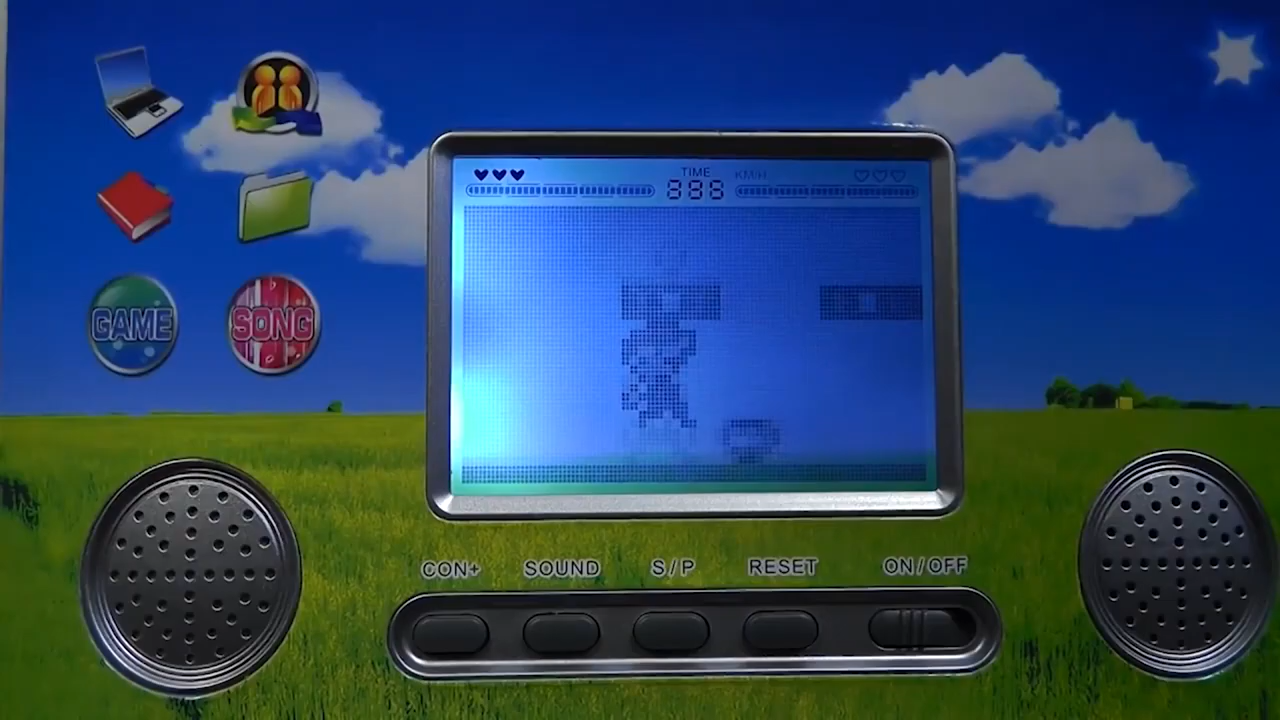 TIME
KM/H
888
GAME
SONG
CON+
SOUND
S/P
RESET
ON/OFF